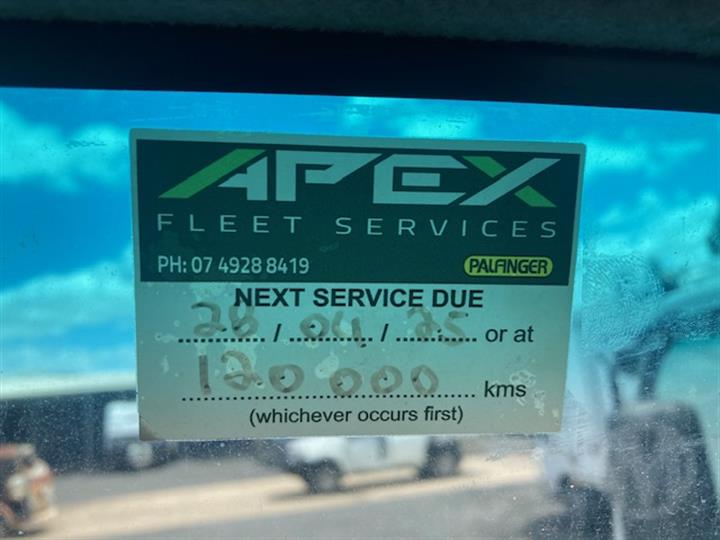 APEX
FLEET SERVICES
PH: 07 4928 8419 PALFINGER
NEXT SERVICE DUE
28 / 04 / 25 or at
120 000 kms
(whichever occurs first)